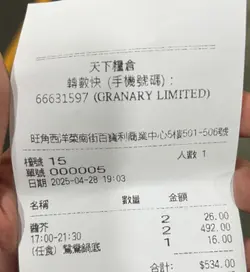 天下糧倉
轉數快 (手機號碼) :
66631597 (GRANARY LIMITED)
旺角西洋菜南街百寶利商業中心5樓501-506號
檯號 15 人數 1
單號 000005
日期 2025-04-28 19:03
名稱 數量 金額
醬芥 2 26.00
17:00-21:30 2 492.00
(任食) 鴛鴦鍋底 1 16.00
合計: $534.00